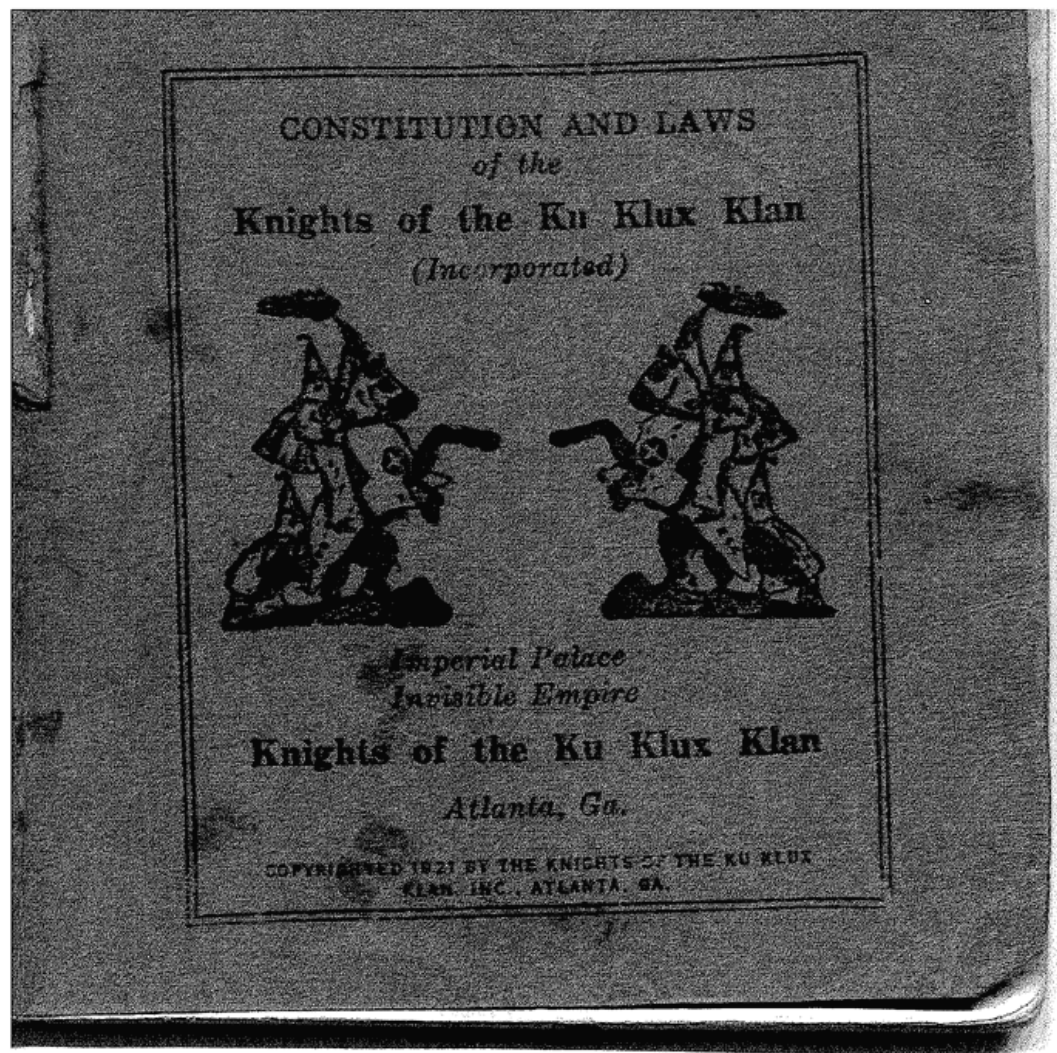 CONSTITUTION AND LAWS
of the
Knights of the Ku Klux Klan
(Incorporated)
Imperial Palace
Invisible Empire
Knights of the Ku Klux Klan
Atlanta, Ga.
COPYRIGHTED 1921 BY THE KNIGHTS OF THE KU KLUX
KLAN, INC., ATLANTA, GA.